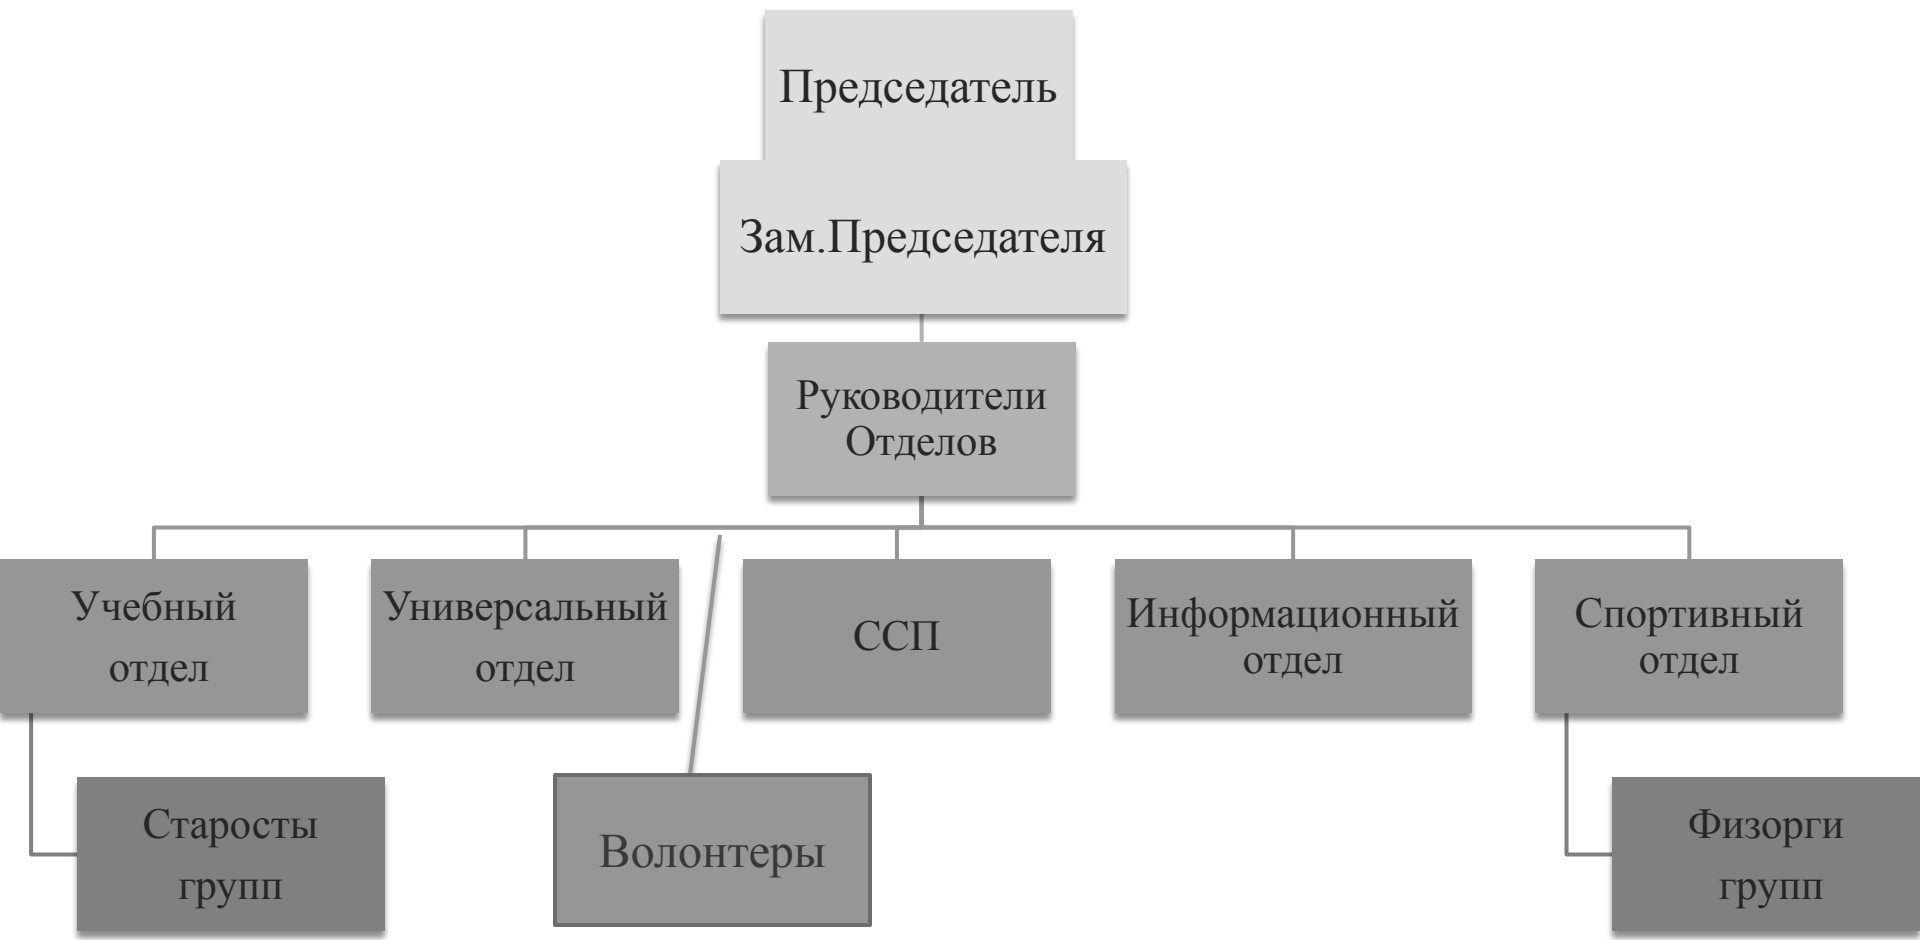 Председатель
Зам.Председателя
Руководители
Отделов
Учебный
отдел
Универсальный
отдел
ССП
Информационный
отдел
Спортивный
отдел
Старосты
групп
Волонтеры
Физорги
групп